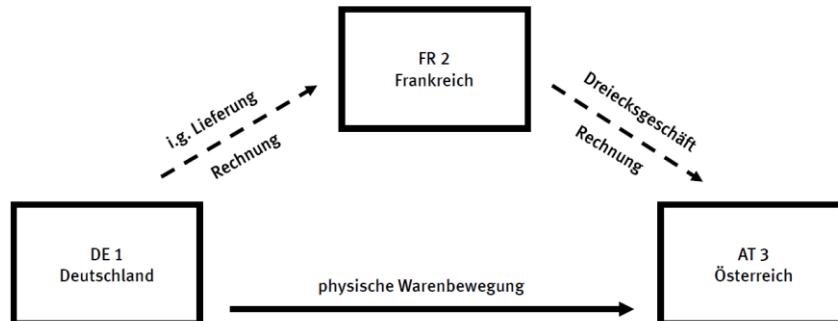 FR 2
Frankreich
i.g. Lieferung
Rechnung
Dreiecksgeschäft
Rechnung
DE 1
Deutschland
physische Warenbewegung
AT 3
Österreich